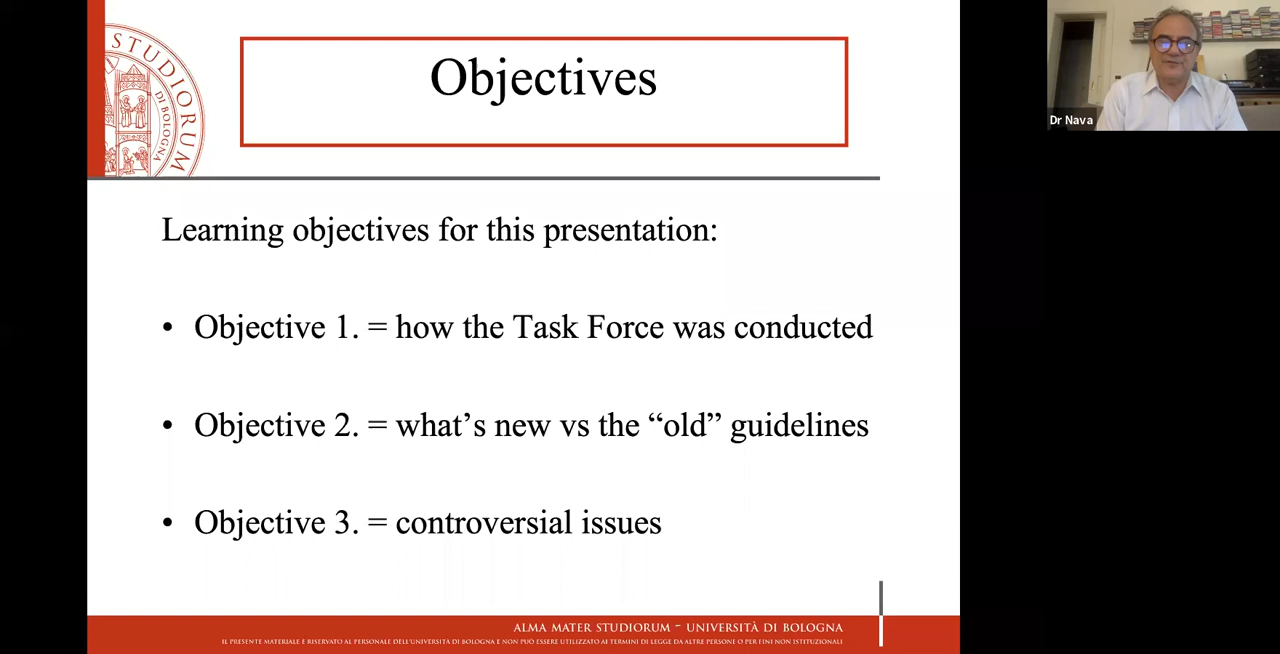 STUDIORUM
DI BOLOGNA
Objectives
Dr Nava
Learning objectives for this presentation:
• Objective 1. = how the Task Force was conducted
• Objective 2. = what’s new vs the “old” guidelines
• Objective 3. = controversial issues
ALMA MATER STUDIORUM – UNIVERSITÀ DI BOLOGNA
IL PRESENTE MATERIALE È RISERVATO AL PERSONALE DELL'UNIVERSITÀ DI BOLOGNA E NON PUÒ ESSERE UTILIZZATO AI TERMINI DI LEGGE DA ALTRE PERSONE O PER FINI NON ISTITUZIONALI